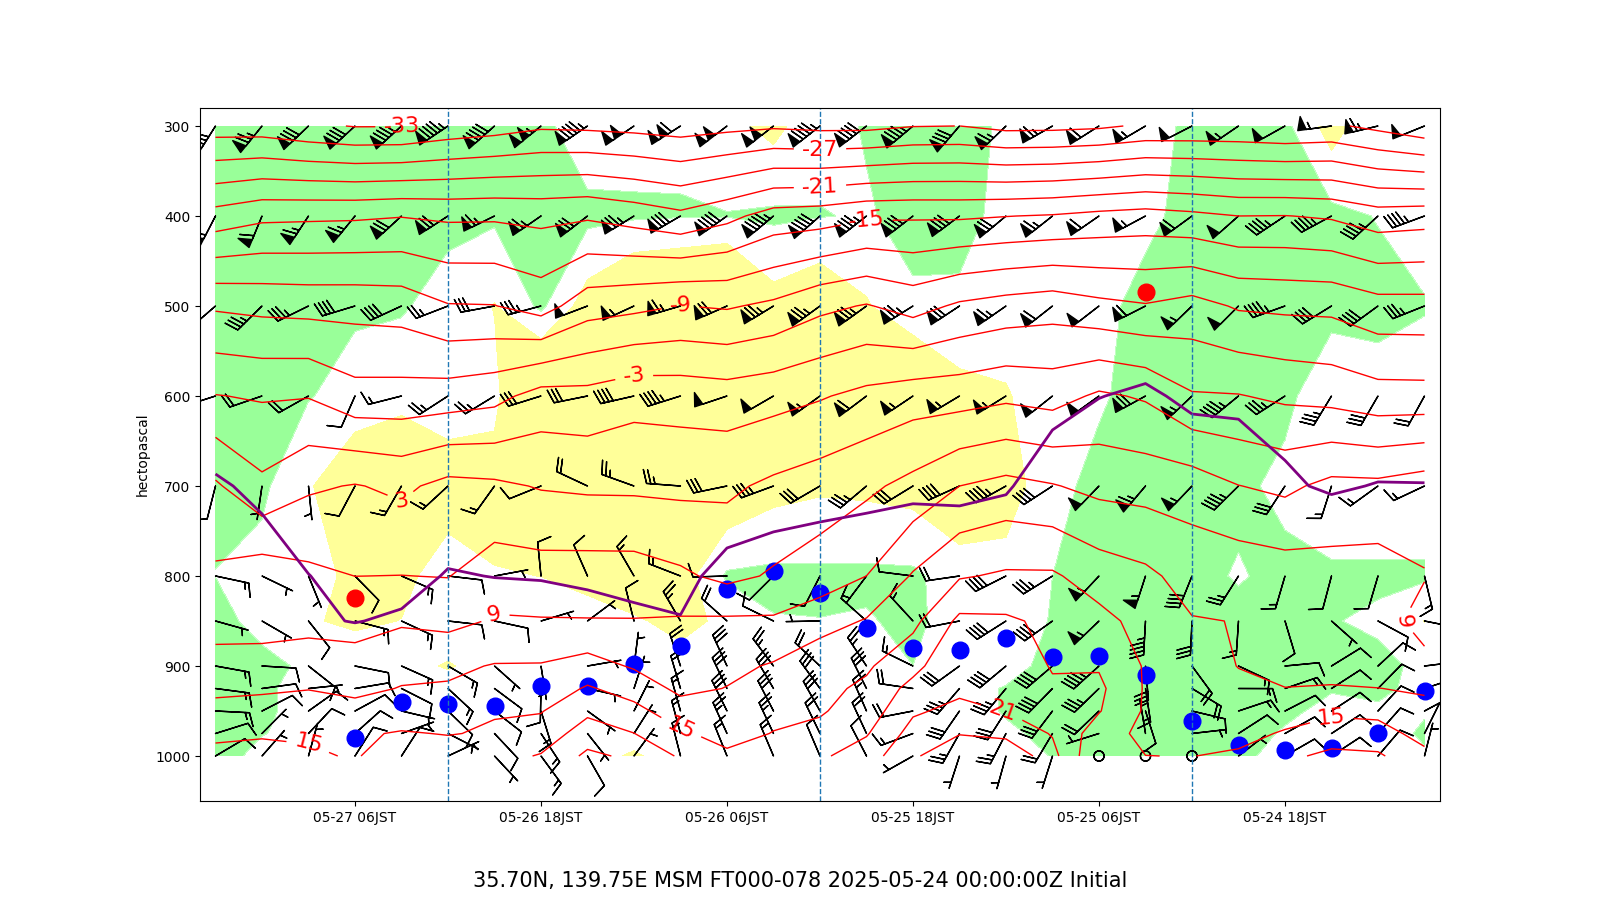 hectopascal
300
400
500
600
700
800
900
1000
-33
-27
-21
-15
-9
-3
3
9
9
15
15
21
15
05-27 06JST
05-26 18JST
05-26 06JST
05-25 18JST
05-25 06JST
05-24 18JST
35.70N, 139.75E MSM FT000-078 2025-05-24 00:00:00Z Initial